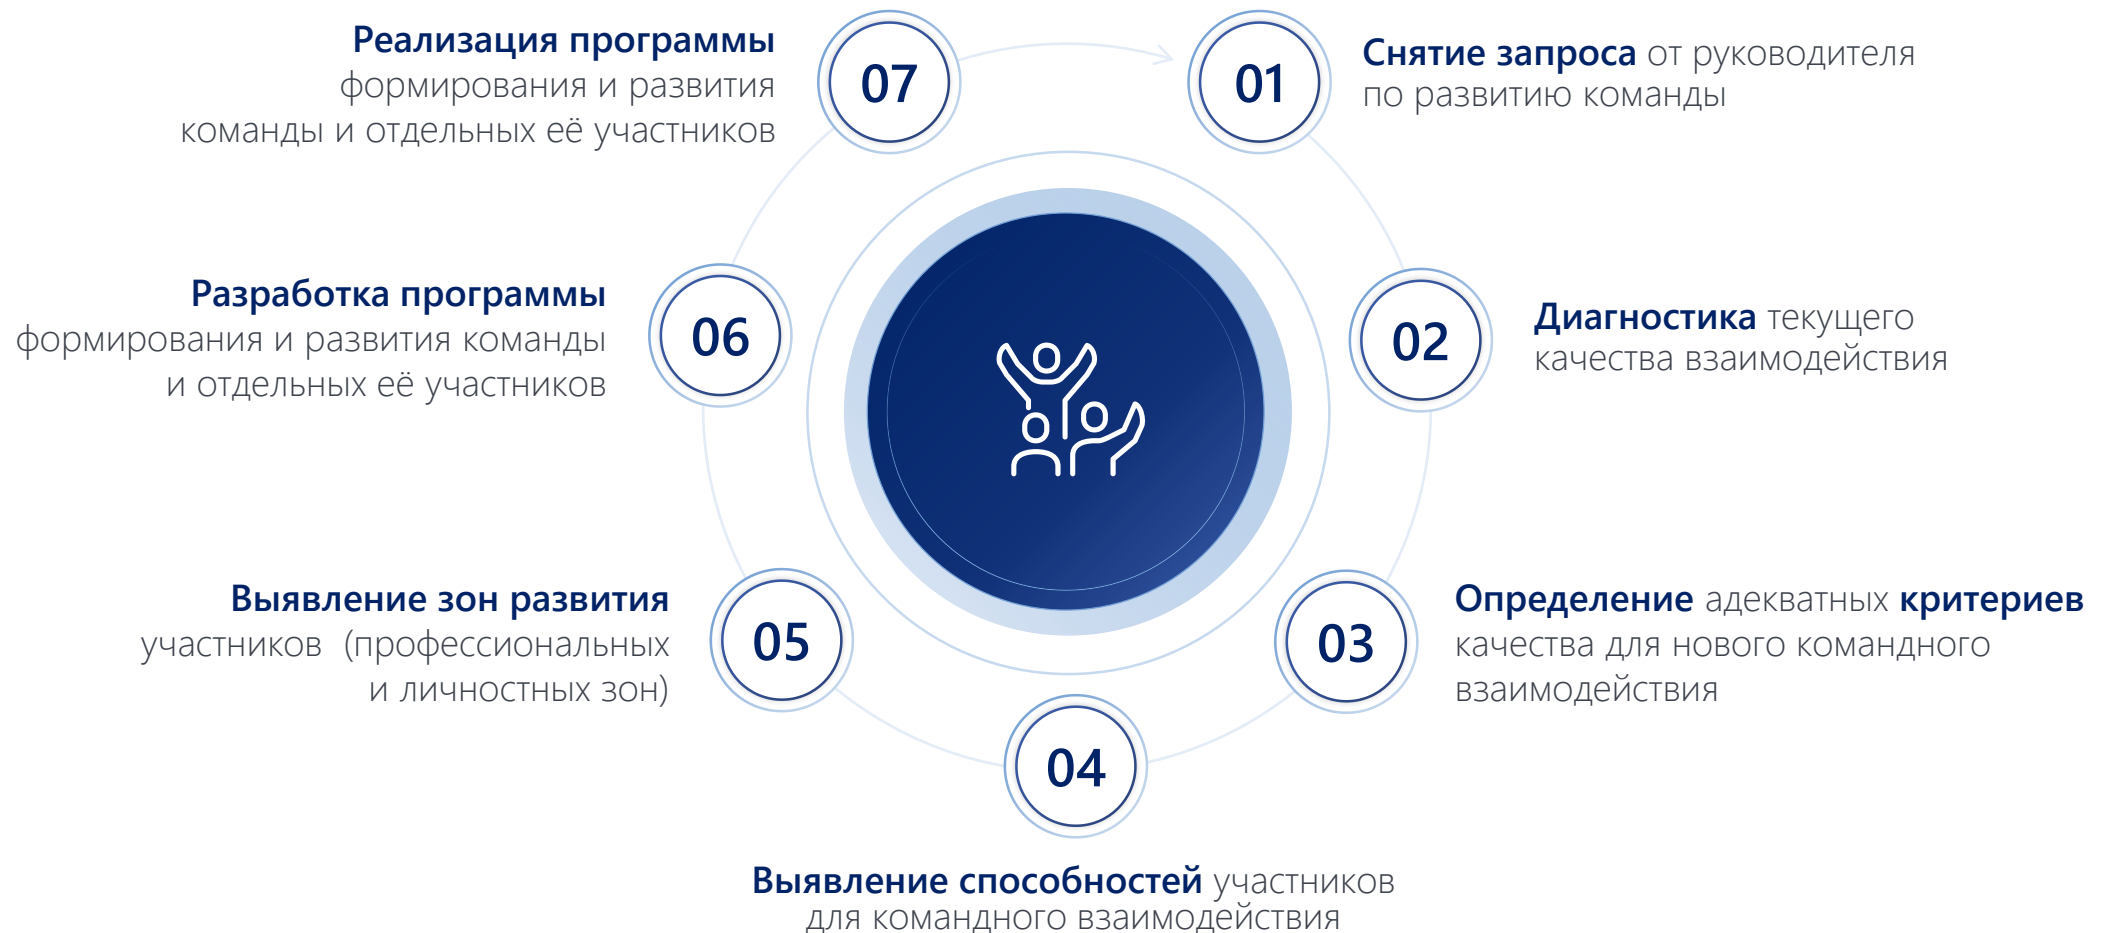 01
Снятие запроса от руководителя
по развитию команды
02
Диагностика текущего
качества взаимодействия
03
Определение адекватных критериев
качества для нового командного
взаимодействия
04
Выявление способностей участников
для командного взаимодействия
05
Выявление зон развития
участников (профессиональных
и личностных зон)
06
Разработка программы
формирования и развития команды
и отдельных её участников
07
Реализация программы
формирования и развития
команды и отдельных её участников